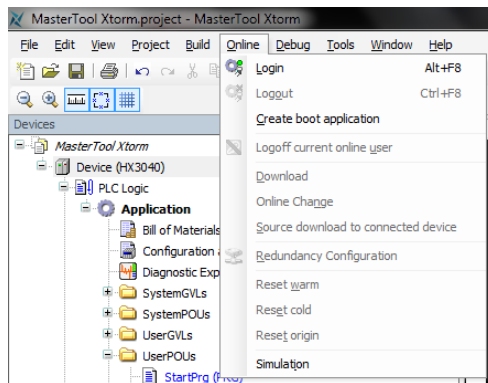 MasterTool Xtorm.project - MasterTool Xtorm
File Edit View Project Build Online Debug Tools Window Help
Devices
MasterTool Xtorm
Device (HX3040)
PLC Logic
Application
Bill of Materials
Configuration
Diagnostic Exp
SystemGVLs
SystemPOUs
UserGVLs
UserPOUs
StartPrg (PRG)
Login Alt+F8
Logout Ctrl+F8
Create boot application
Logoff current online user
Download
Online Change
Source download to connected device
Redundancy Configuration
Reset warm
Reset cold
Reset origin
Simulation